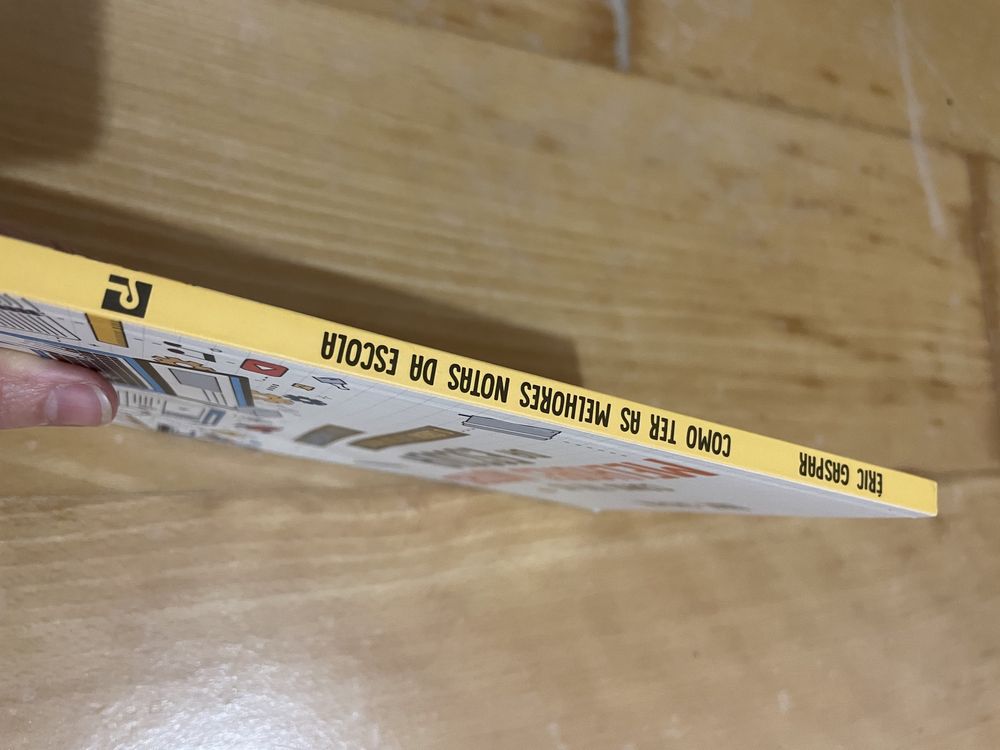 ÉRIC GASPAR COMO TER AS MELHORES NOTAS DA ESCOLA